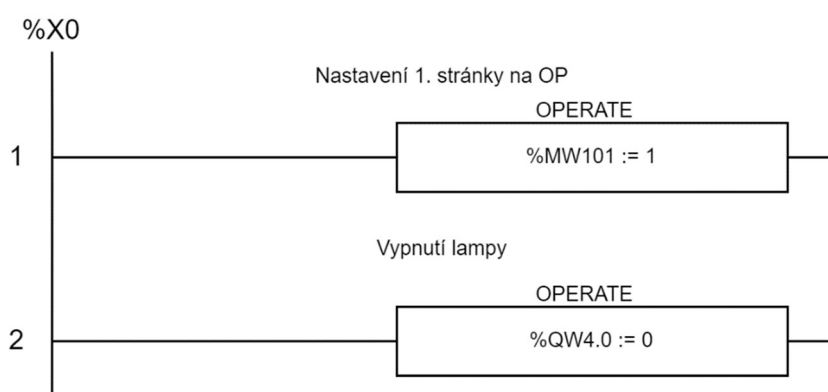 %X0
Nastavení 1. stránky na OP
OPERATE
1
%MW101 := 1
Vypnutí lampy
OPERATE
2
%QW4.0 := 0